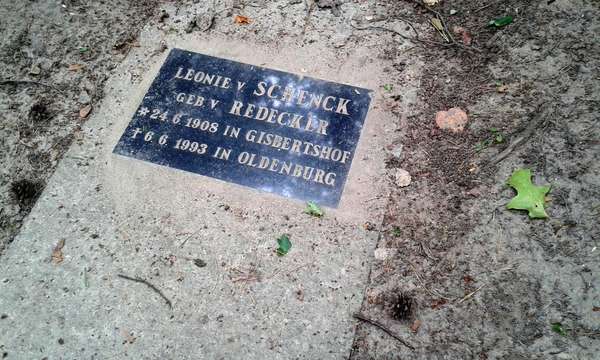 LEONIE V SCHENCK
GEB V REDECKER
* 24.6.1908 IN GISBERTSHOF
† 6.6.1993 IN OLDENBURG